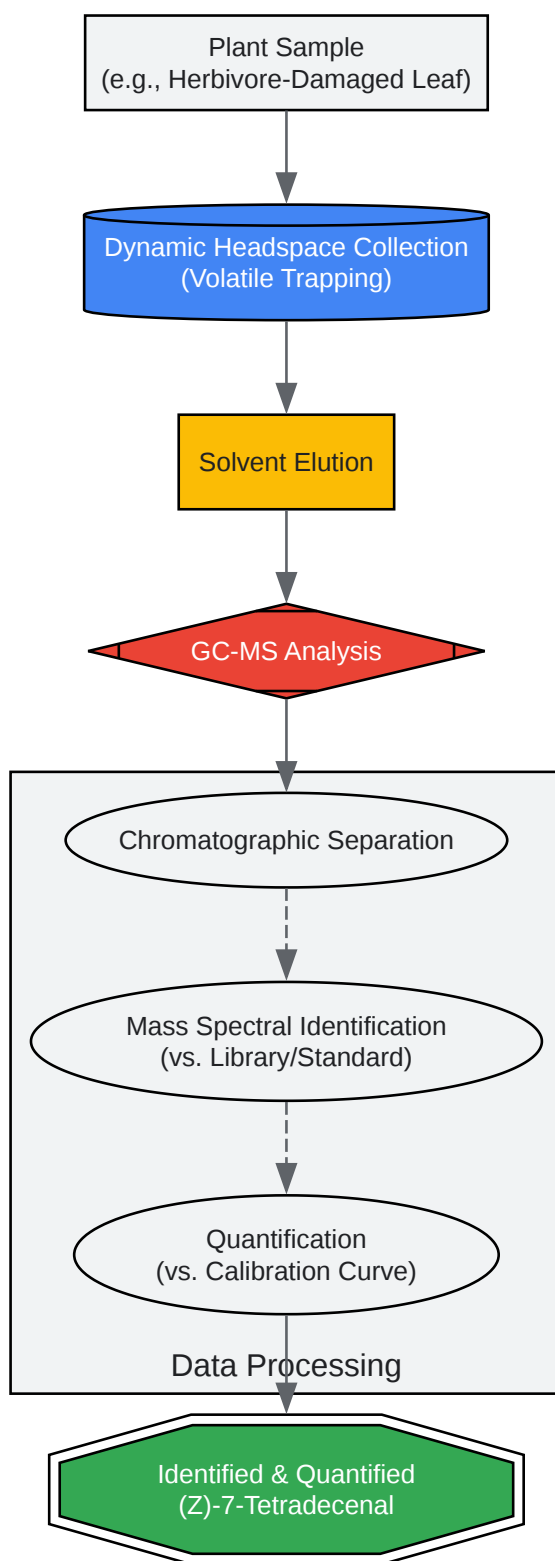 Plant Sample
(e.g., Herbivore-Damaged Leaf)
Dynamic Headspace Collection
(Volatile Trapping)
Solvent Elution
GC-MS Analysis
Chromatographic Separation
Mass Spectral Identification
(vs. Library/Standard)
Quantification
(vs. Calibration Curve)
Data Processing
Identified & Quantified
(Z)-7-Tetradecenal